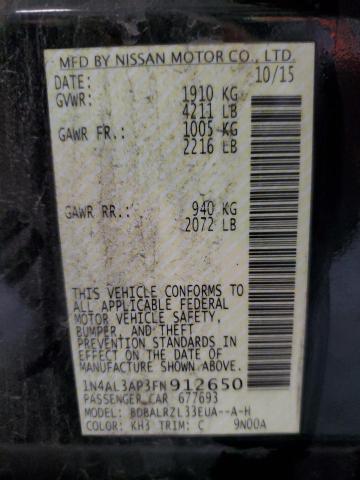 MFD BY NISSAN MOTOR CO., LTD.
DATE: 10/15
GVWR: 1910 KG
4211 LB
GAWR FR.: 1005 KG
2216 LB
GAWR RR.: 940 KG
2072 LB
THIS VEHICLE CONFORMS TO
ALL APPLICABLE FEDERAL
MOTOR VEHICLE SAFETY,
BUMPER, AND THEFT
PREVENTION STANDARDS
IN EFFECT ON THE DATE OF
MANUFACTURE SHOWN ABOVE.
1N4AL3AP3FN912650
PASSENGER CAR 677693
MODEL: BDBALRZL33EUA--A-H
COLOR: KH3 TRIM: C 9N00A